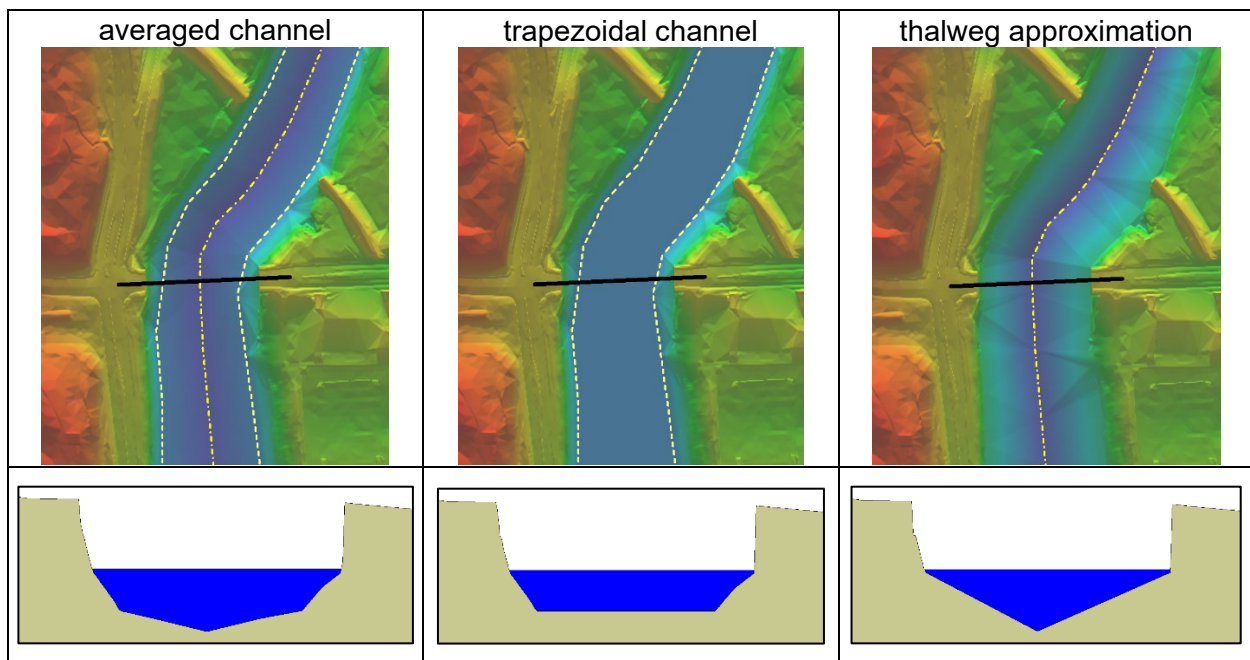 averaged channel
trapezoidal channel
thalweg approximation